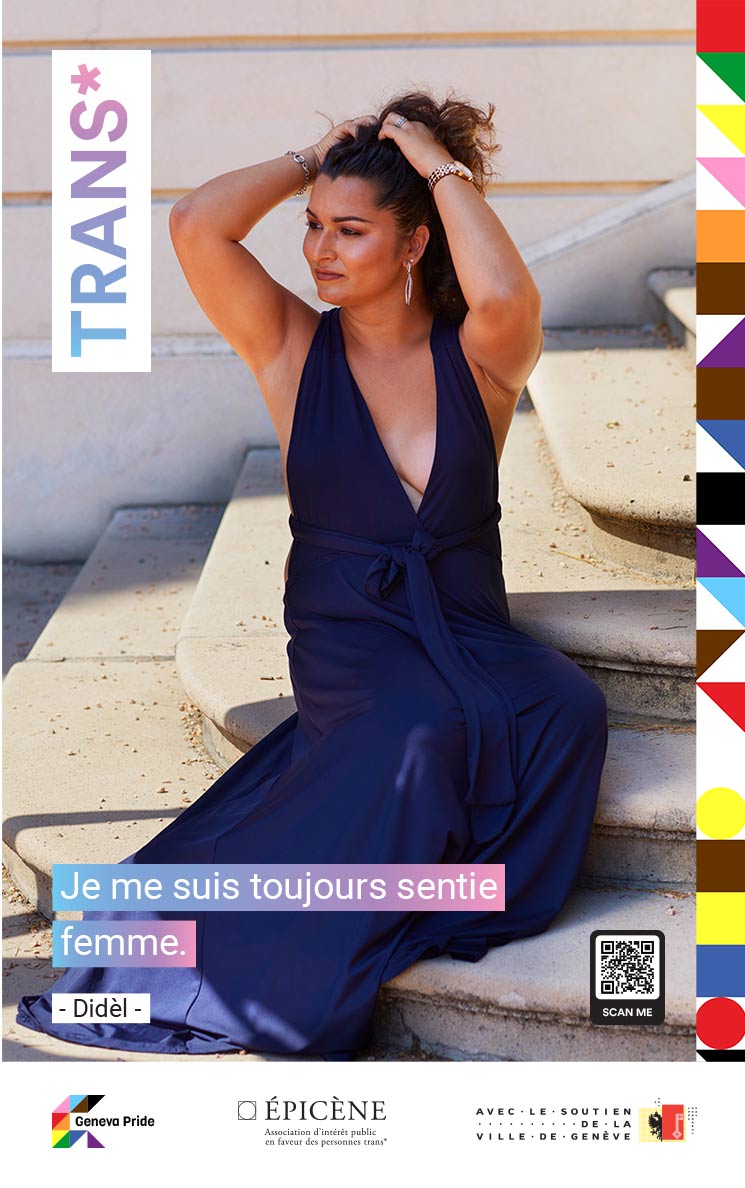 TRANS*
Je me suis toujours sentie
femme.
- Didèl -
SCAN ME
Geneva Pride
ÉPICÈNE
Association d'intérêt public
en faveur des personnes trans*
AVEC·LE·SOUTIEN
DE·LA
VILLE·DE·GENÈVE